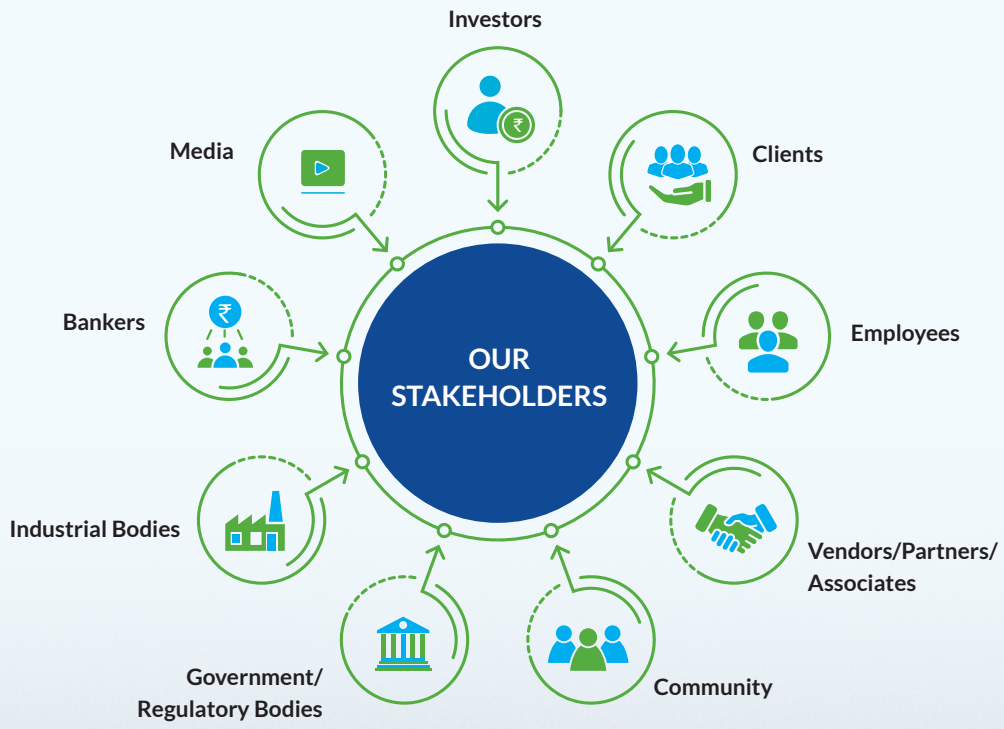 Investors
Media
Clients
₹
₹
Bankers
Employees
OUR
STAKEHOLDERS
Industrial Bodies
Vendors/Partners/
Associates
Government/
Regulatory Bodies
Community